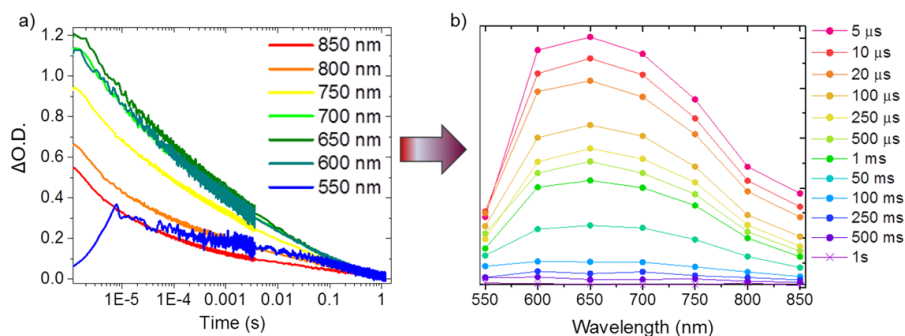 a)
ΔO.D.
1.2
1.0
0.8
0.6
0.4
0.2
0.0
850 nm
800 nm
750 nm
700 nm
650 nm
600 nm
550 nm
1E-5 1E-4 0.001 0.01 0.1 1
Time (s)
b)
5 µs
10 µs
20 µs
100 µs
250 µs
500 µs
1 ms
50 ms
100 ms
250 ms
500 ms
1s
550 600 650 700 750 800 850
Wavelength (nm)